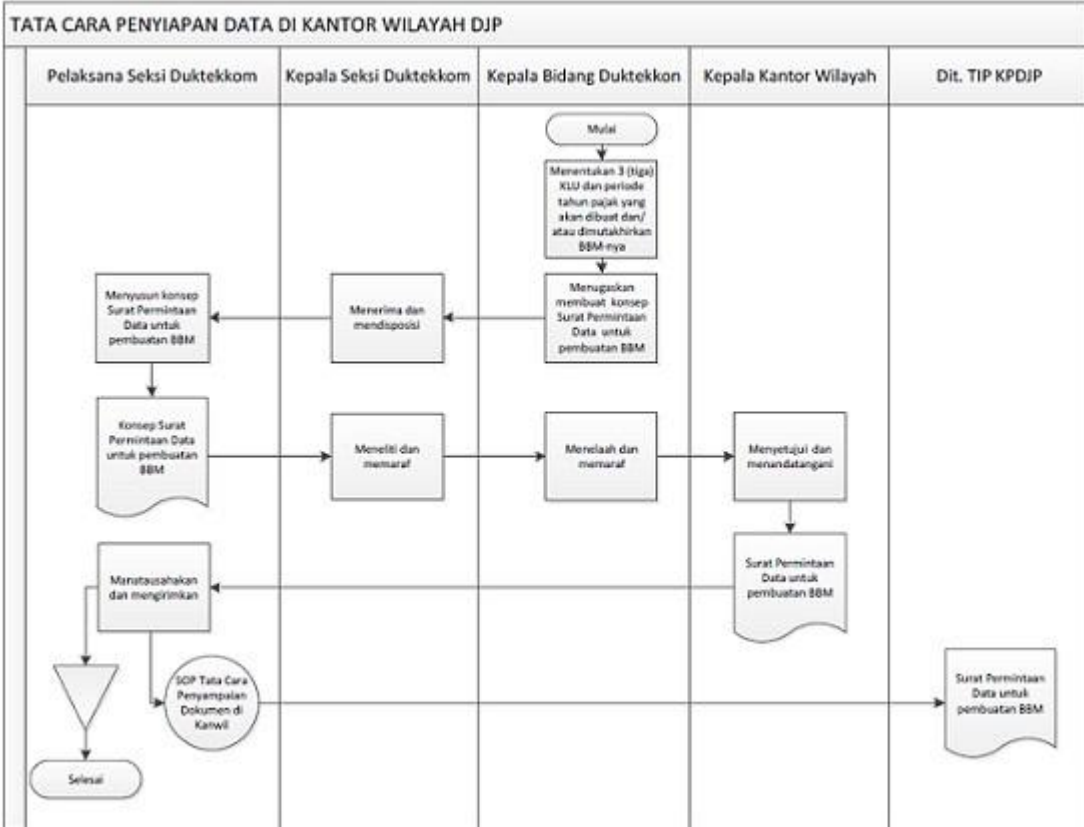 TATA CARA PENYIAPAN DATA DI KANTOR WILAYAH DJP
Pelaksana Seksi Duktekkom
Kepala Seksi Duktekkom
Kepala Bidang Duktekkon
Kepala Kantor Wilayah
Dit. TIP KPDJP
Mulai
Menentukan 3 (tiga)
KLU dan periode
tahun pajak yang
akan dibuat dan/
atau dimutakhirkan
BBM-nya
Menugaskan
membuat konsep
Surat Permintaan
Data untuk
pembuatan BBM
Menerima dan
mendisposisi
Menyusun konsep
Surat Permintaan
Data untuk
pembuatan BBM
Konsep Surat
Permintaan Data
untuk pembuatan
BBM
Meneliti dan
memaraf
Menelaah dan
memaraf
Menyetujui dan
menandatangani
Surat Permintaan
Data untuk
pembuatan BBM
Manatausahakan
dan mengirimkan
SOP Tata Cara
Penyampaian
Dokumen di
Kanwil
Surat Permintaan
Data untuk
pembuatan BBM
Selesai